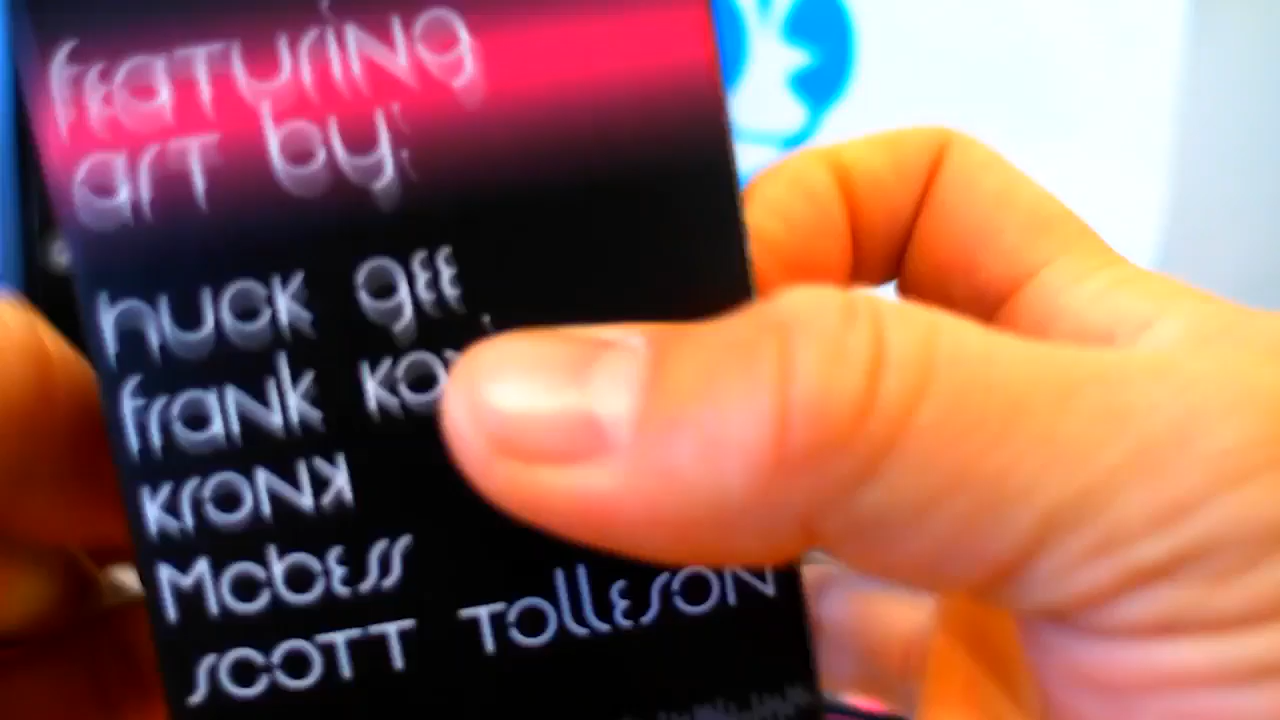 featuring
art by:
huck gee
frank
kronk
Mcbess
scott tolleson